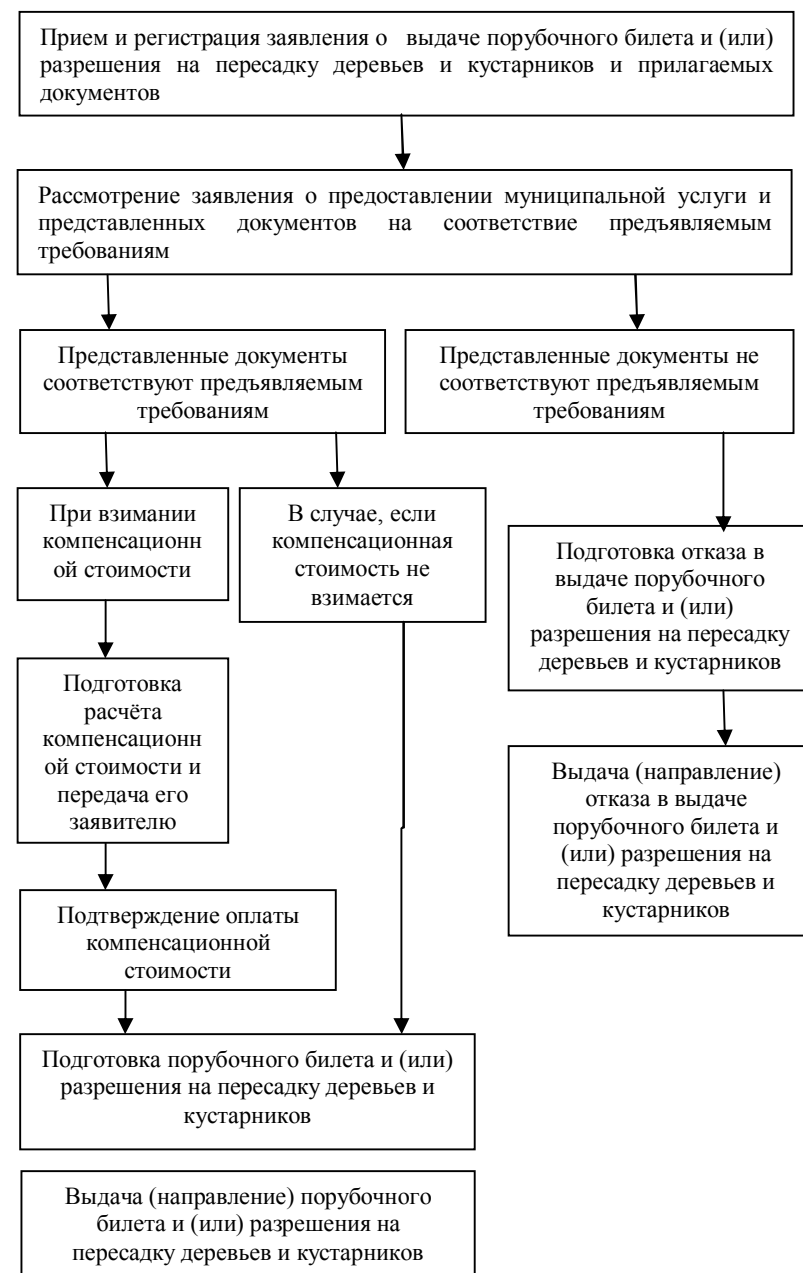 Прием и регистрация заявления о выдаче порубочного билета и (или)
разрешения на пересадку деревьев и кустарников и прилагаемых
документов
Рассмотрение заявления о предоставлении муниципальной услуги и
представленных документов на соответствие предъявляемым
требованиям
Представленные документы
соответствуют предъявляемым
требованиям
Представленные документы не
соответствуют предъявляемым
требованиям
При взимании
компенсационн
ой стоимости
В случае, если
компенсационная
стоимость не
взимается
Подготовка отказа в
выдаче порубочного
билета и (или)
разрешения на пересадку
деревьев и кустарников
Подготовка
расчёта
компенсационн
ой стоимости и
передача его
заявителю
Выдача (направление)
отказа в выдаче
порубочного билета и
(или) разрешения на
пересадку деревьев и
кустарников
Подтверждение оплаты
компенсационной
стоимости
Подготовка порубочного билета и (или)
разрешения на пересадку деревьев и
кустарников
Выдача (направление) порубочного
билета и (или) разрешения на
пересадку деревьев и кустарников